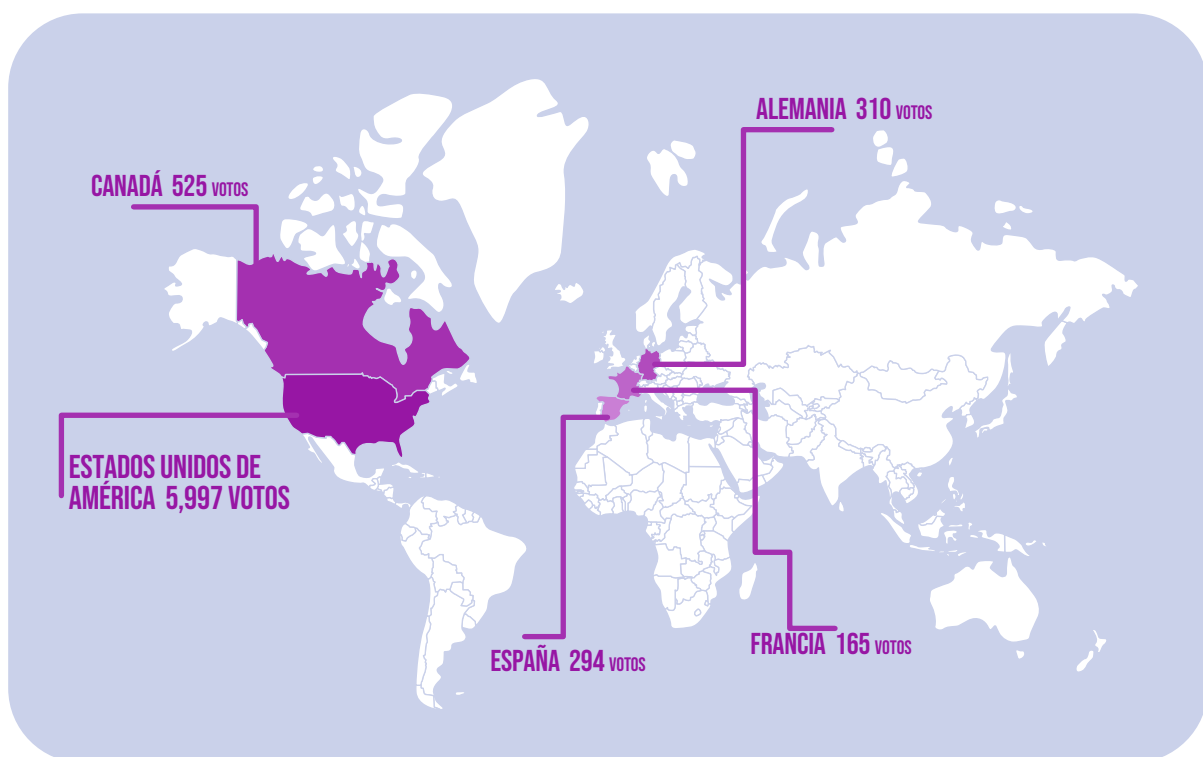 ALEMANIA 310 VOTOS
CANADÁ 525 VOTOS
ESTADOS UNIDOS DE
AMÉRICA 5,997 VOTOS
FRANCIA 165 VOTOS
ESPAÑA 294 VOTOS